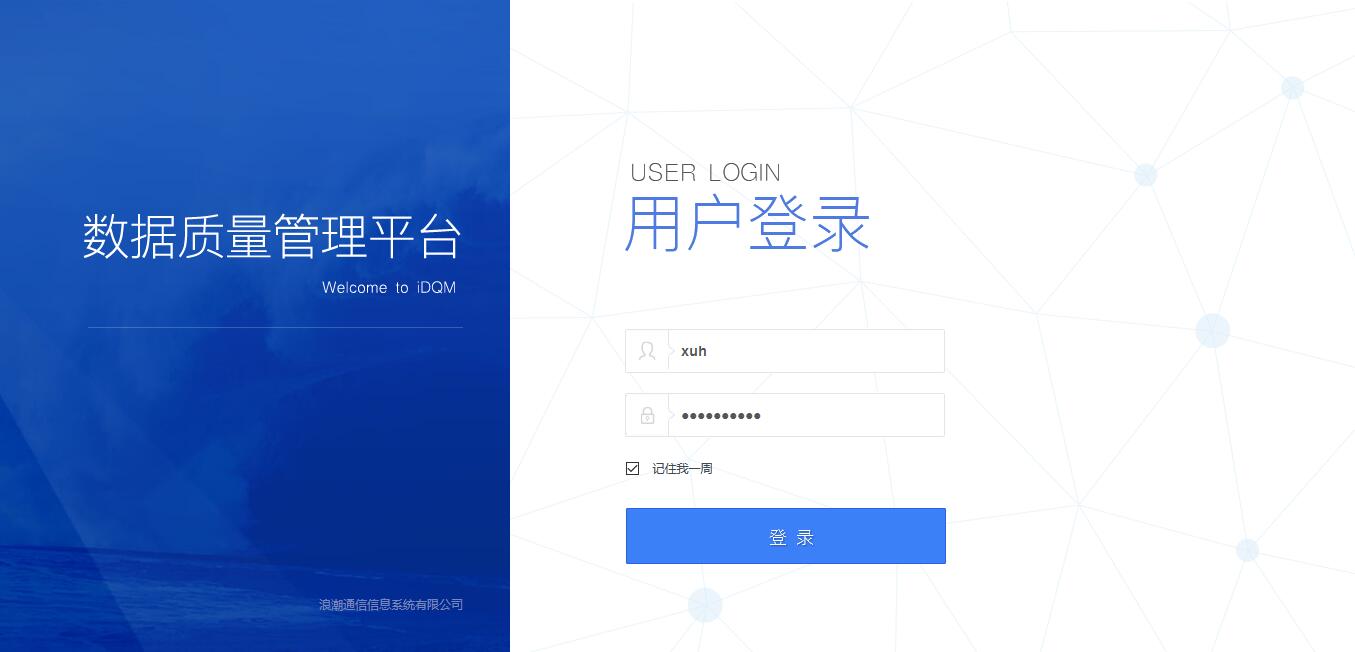 数据质量管理平台
Welcome to iDQM
浪潮通信信息系统有限公司
USER LOGIN
用户登录
xuh
••••••••••
记住我一周
登 录